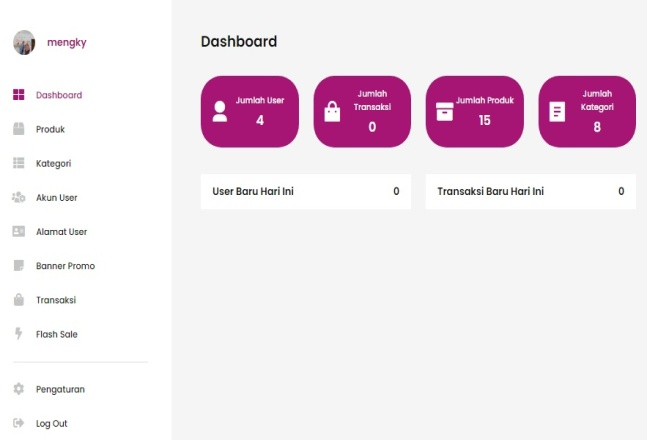 mengky
Dashboard
Produk
Kategori
Akun User
Alamat User
Banner Promo
Transaksi
Flash Sale
Pengaturan
Log Out
Dashboard
Jumlah User
4
Jumlah
Transaksi
0
Jumlah Produk
15
Jumlah
Kategori
8
User Baru Hari Ini 0
Transaksi Baru Hari Ini 0